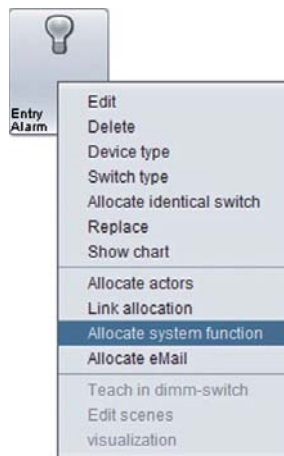 Entry
Alarm
Edit
Delete
Device type
Switch type
Allocate identical switch
Replace
Show chart
Allocate actors
Link allocation
Allocate system function
Allocate eMail
Teach in dimm-switch
Edit scenes
visualization